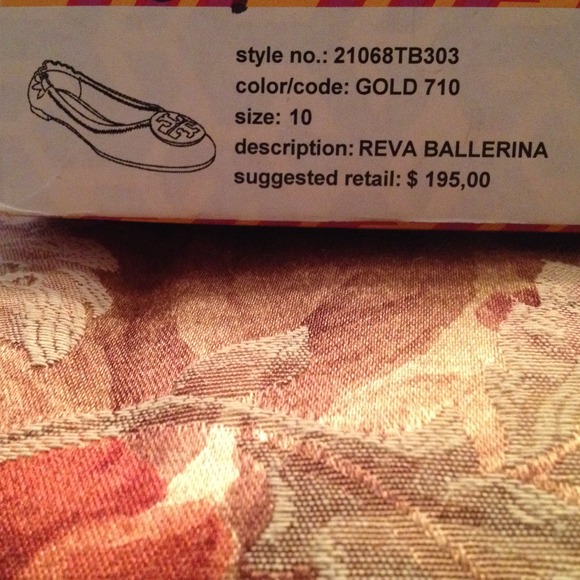 style no.: 21068TB303
color/code: GOLD 710
size: 10
description: REVA BALLERINA
suggested retail: $ 195,00